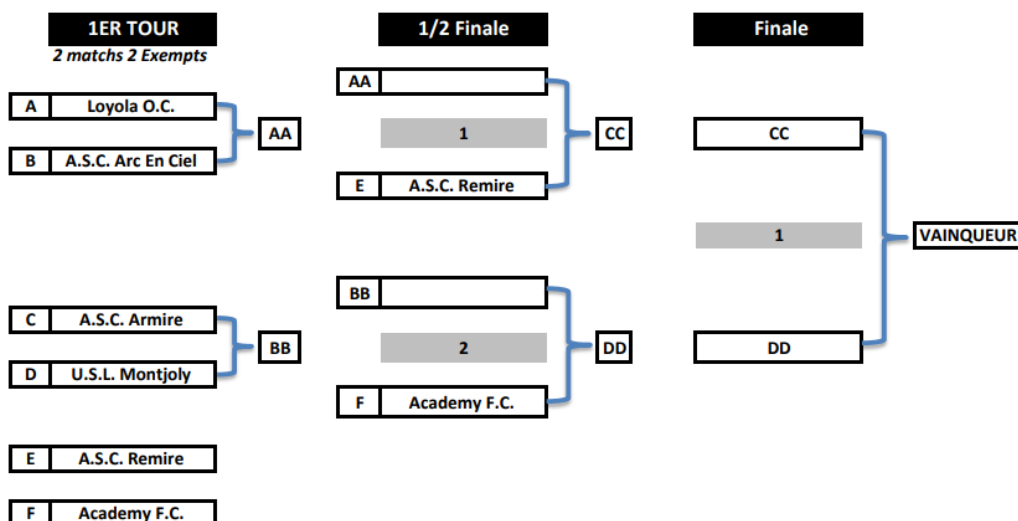 1ER TOUR
2 matchs 2 Exempts
A Loyola O.C.
B A.S.C. Arc En Ciel
AA
C A.S.C. Armire
D U.S.L. Montjoly
BB
E A.S.C. Remire
F Academy F.C.
1/2 Finale
AA
1
E A.S.C. Remire
CC
BB
2
F Academy F.C.
DD
Finale
CC
1
DD
VAINQUEUR